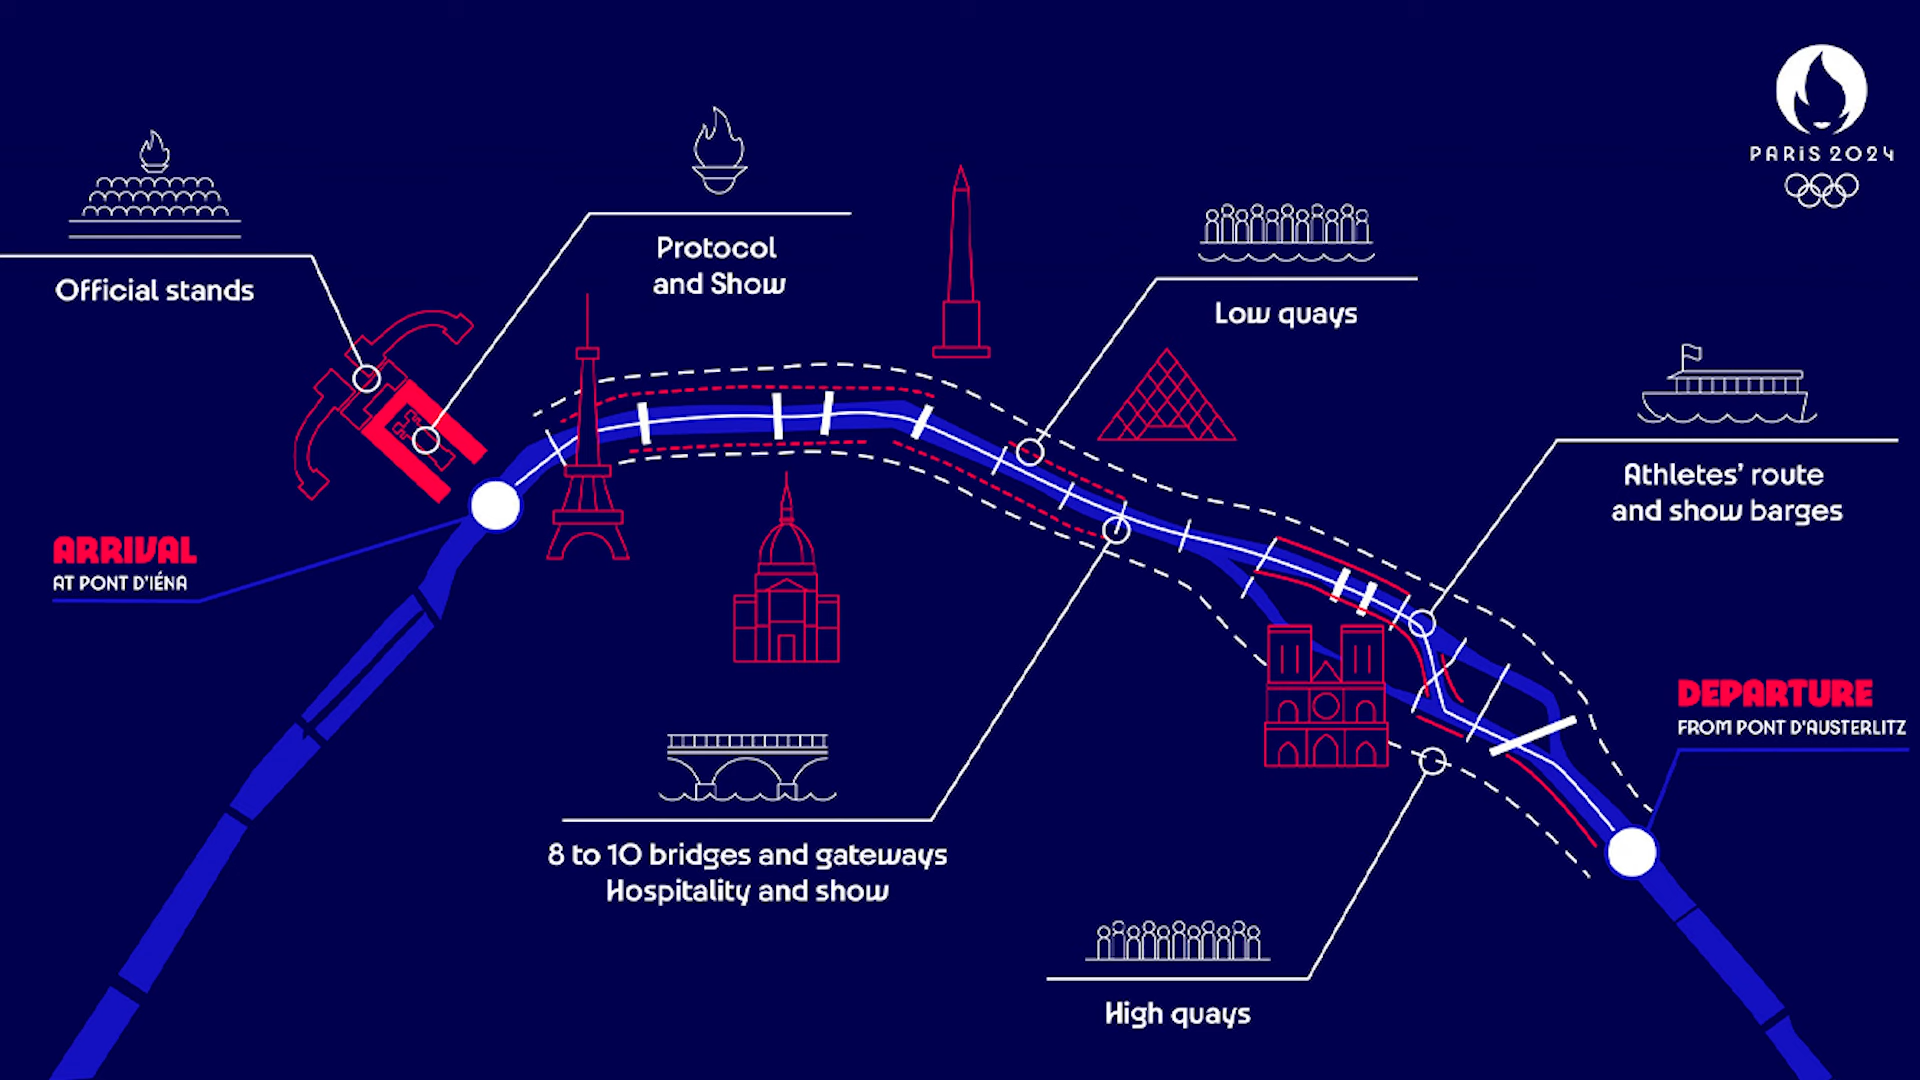 PARIS 2024
Official stands
Protocol
and Show
Low quays
Athletes' route
and show barges
ARRIVAL
AT PONT D'IÉNA
DEPARTURE
FROM PONT D'AUSTERLITZ
8 to 10 bridges and gateways
Hospitality and show
High quays